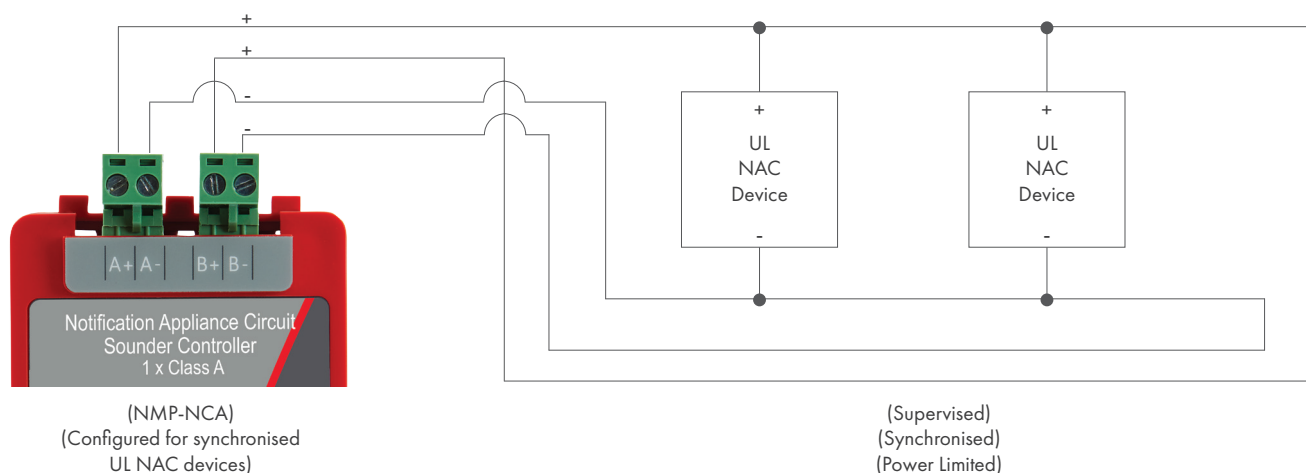 +
+
-
-
+
UL
NAC
Device
-
+
UL
NAC
Device
-
A+ A- B+ B-
Notification Appliance Circuit
Sounder Controller
1 x Class A
(NMP-NCA)
(Configured for synchronised
UL NAC devices)
(Supervised)
(Synchronised)
(Power Limited)